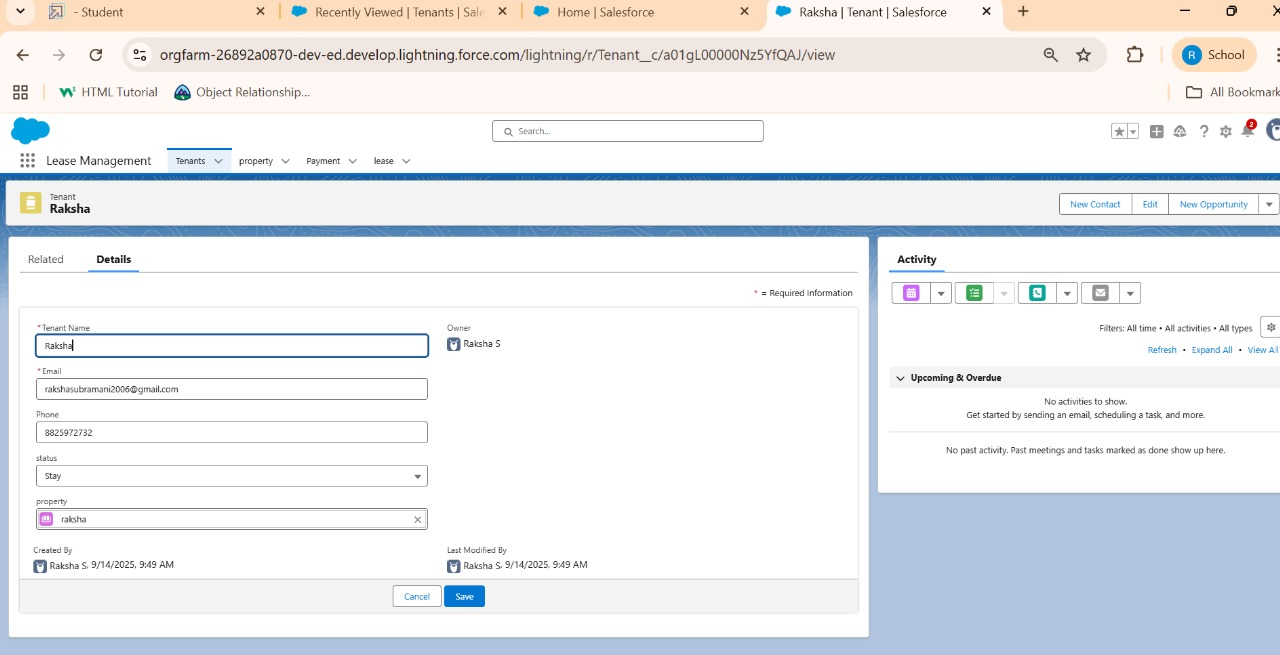 - Student
Recently Viewed | Tenants | Sale
Home | Salesforce
Raksha | Tenant | Salesforce
orgfarm-26892a0870-dev-ed.develop.lightning.force.com/lightning/r/Tenant__c/a01gL00000Nz5YfQAJ/view
R School
HTML Tutorial
Object Relationship...
All Bookmark
Search...
2
Lease Management
Tenants
property
Payment
lease
Tenant
Raksha
New Contact
Edit
New Opportunity
Related
Details
* = Required Information
*Tenant Name
Raksha
Owner
Raksha S
*Email
rakshasubramani2006@gmail.com
Phone
8825972732
status
Stay
property
raksha
Created By
Raksha S, 9/14/2025, 9:49 AM
Last Modified By
Raksha S, 9/14/2025, 9:49 AM
Cancel
Save
Activity
Filters: All time • All activities • All types
Refresh • Expand All • View All
Upcoming & Overdue
No activities to show.
Get started by sending an email, scheduling a task, and more.
No past activity. Past meetings and tasks marked as done show up here.